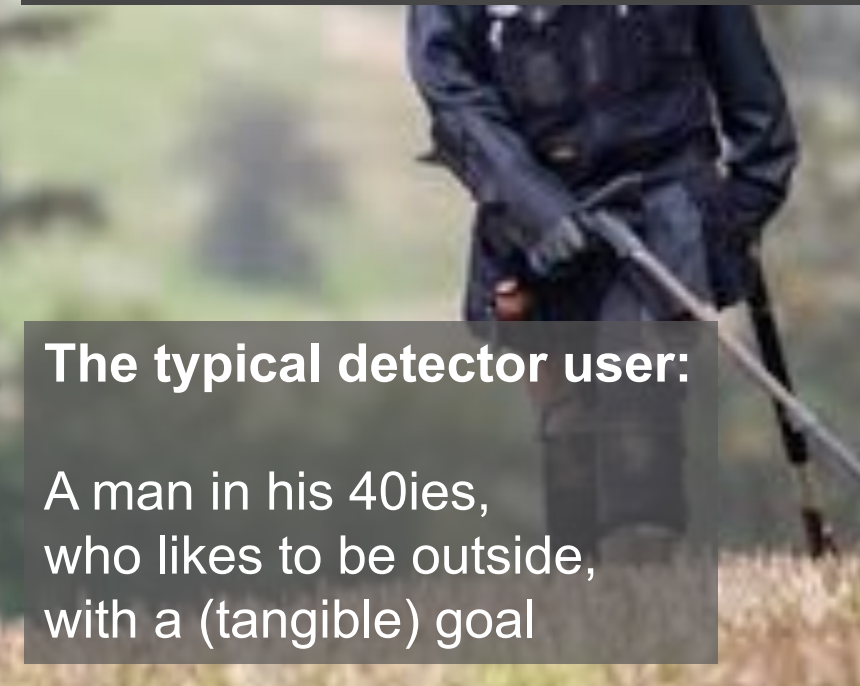 The typical detector user:
A man in his 40ies,
who likes to be outside,
with a (tangible) goal